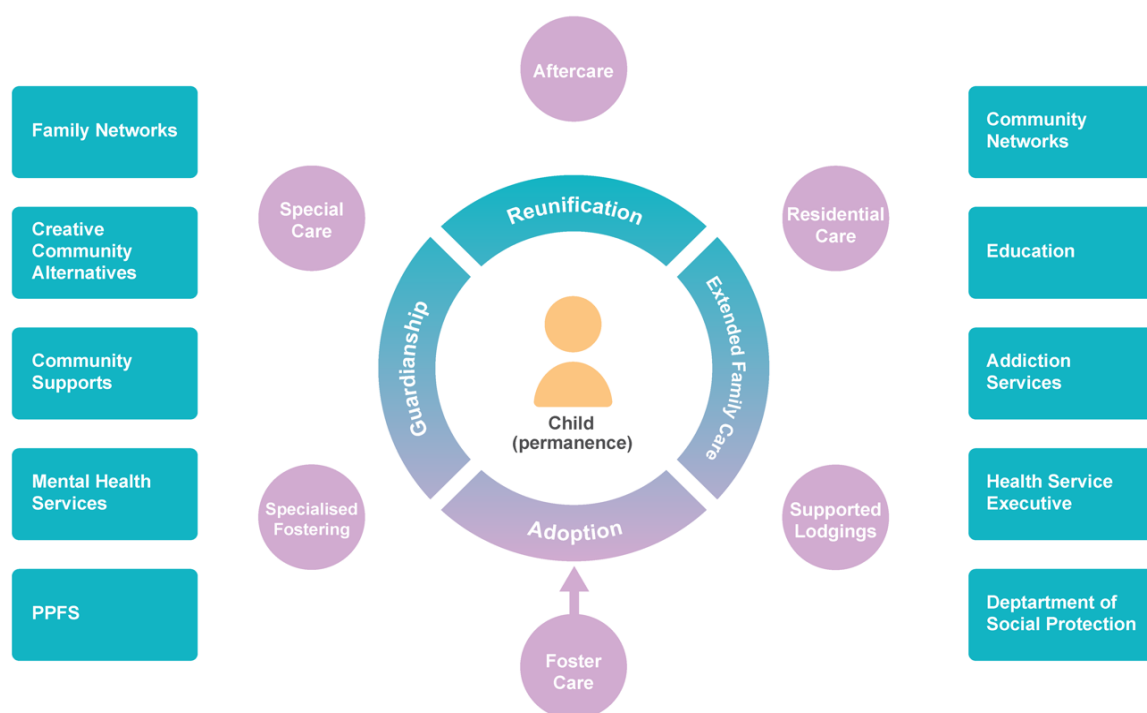 Aftercare
Family Networks
Creative
Community
Alternatives
Community
Supports
Mental Health
Services
PPFS
Special
Care
Specialised
Fostering
Reunification
Guardianship
Extended Family Care
Adoption
Child
(permanence)
Foster
Care
Residential
Care
Supported
Lodgings
Community
Networks
Education
Addiction
Services
Health Service
Executive
Deptartment of
Social Protection